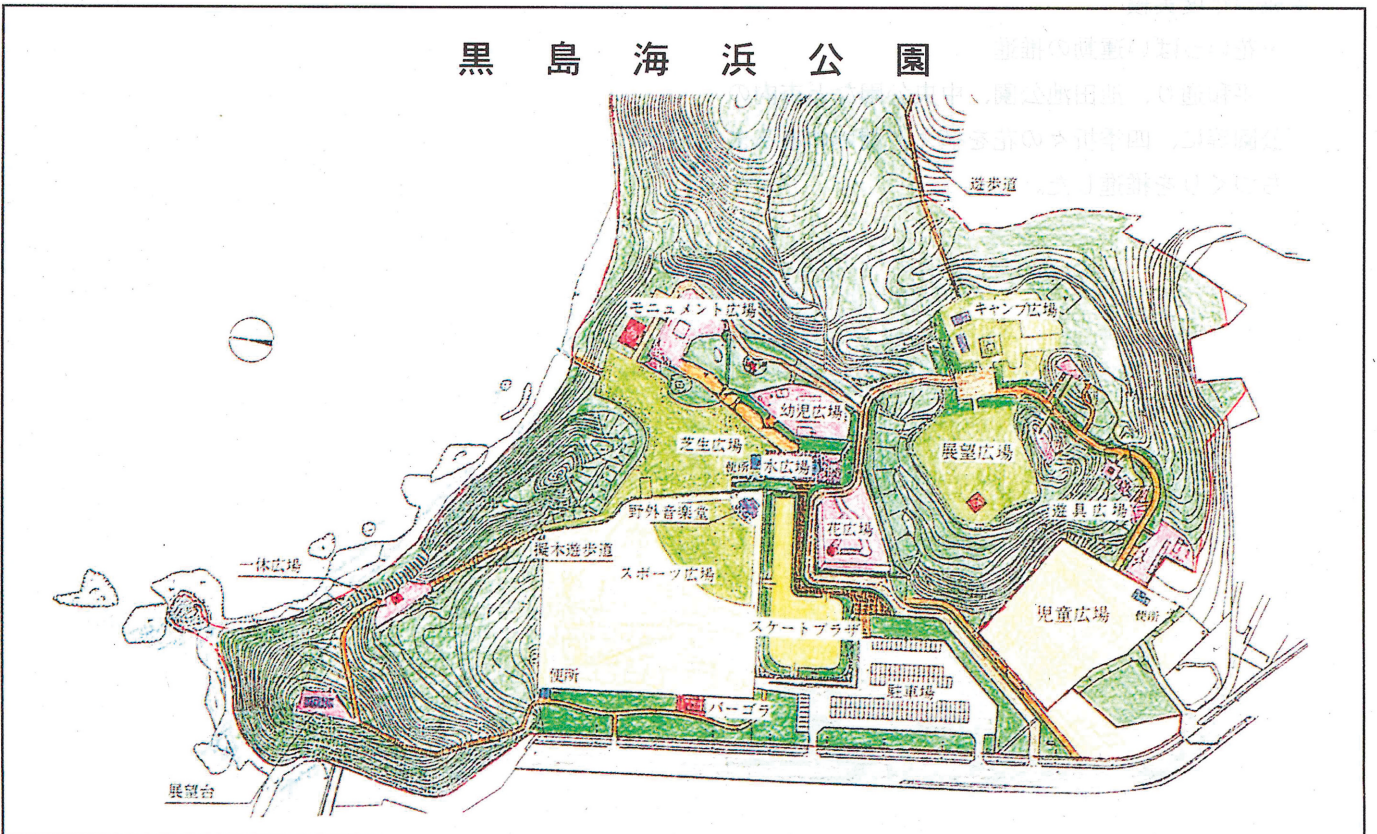 黒島海浜公園
遊歩道
モニュメント広場
キャンプ広場
幼児広場
芝生広場
展望広場
便所
水広場
野外音楽堂
花広場
遊具広場
一休広場
擬木遊歩道
スポーツ広場
児童広場
便所
スケートプラザ
便所
駐車場
パーゴラ
展望台